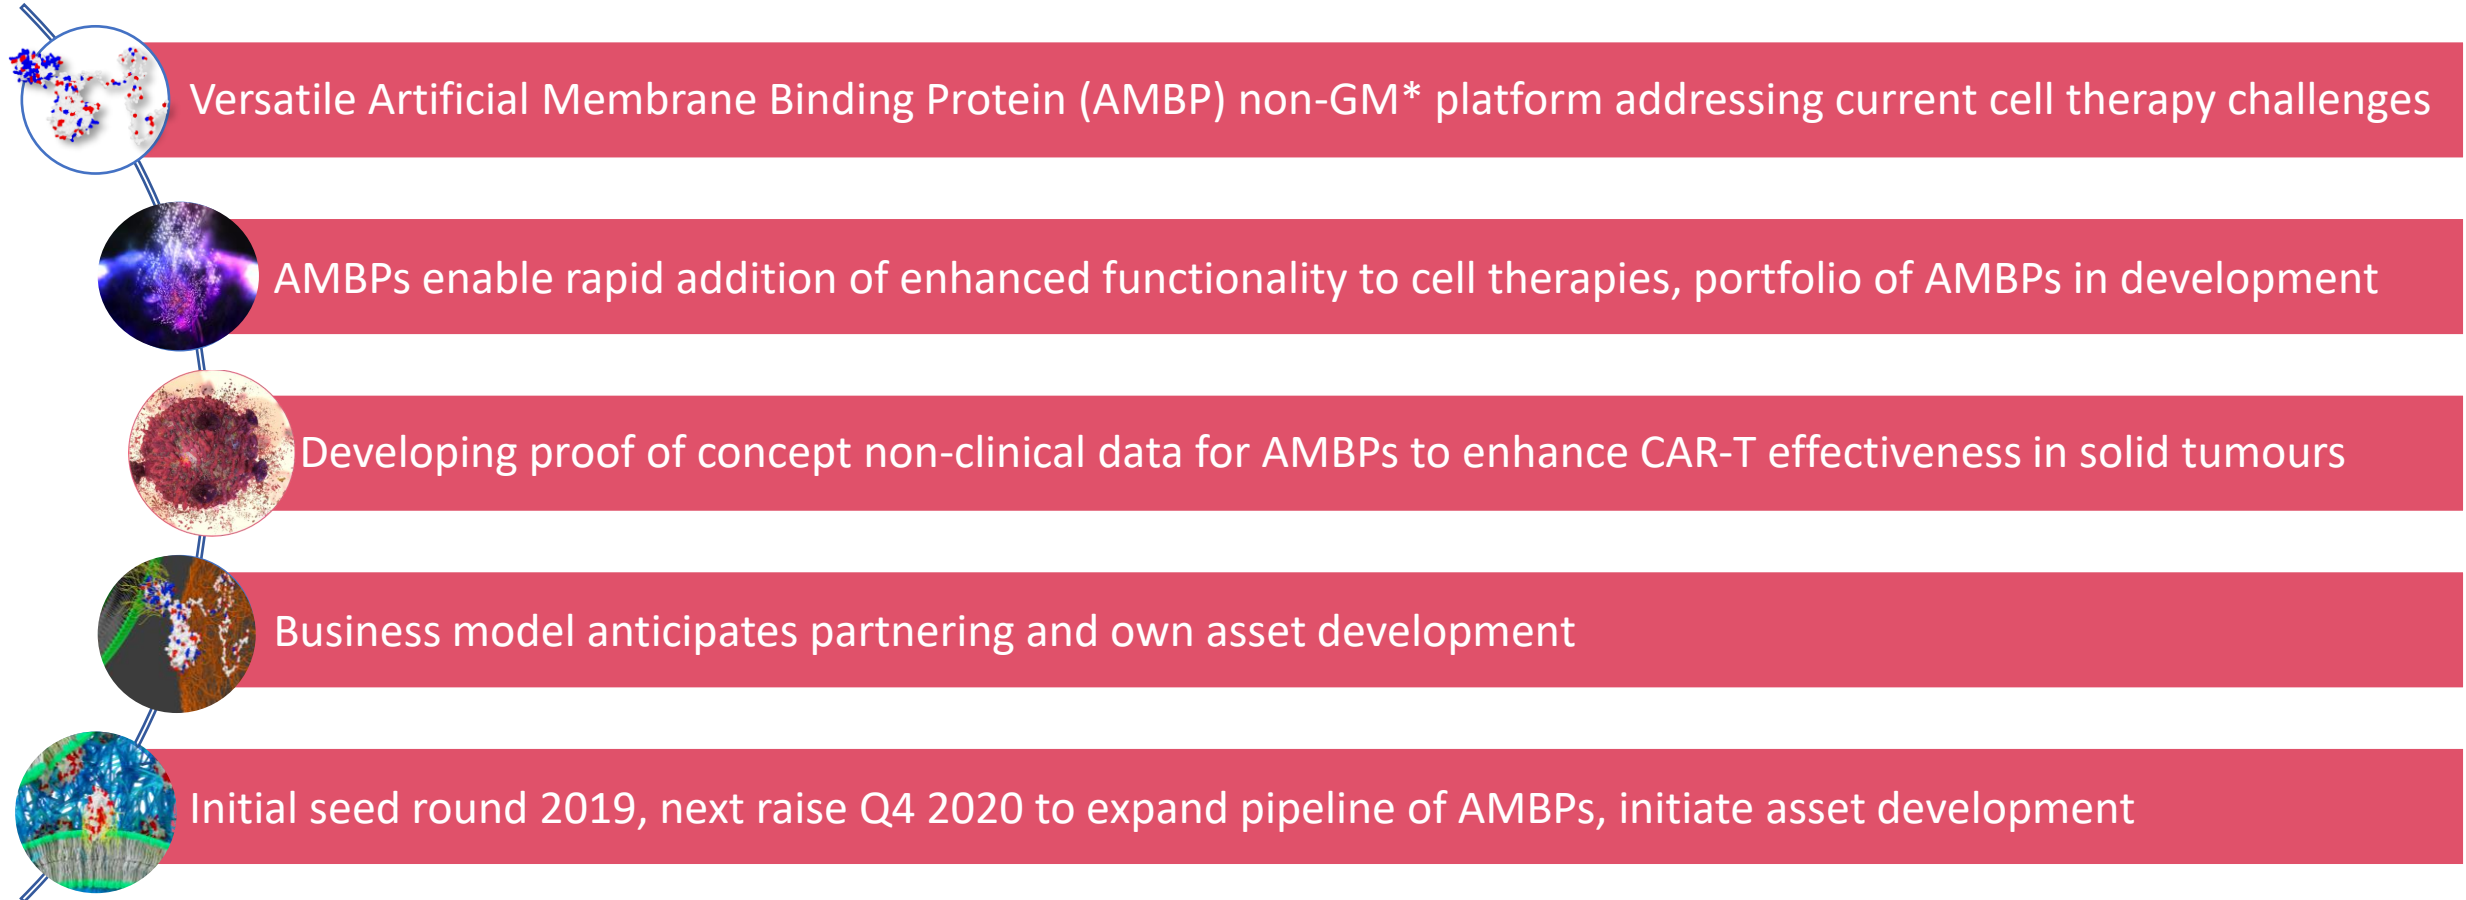 Versatile Artificial Membrane Binding Protein (AMBP) non-GM* platform addressing current cell therapy challenges
AMBPs enable rapid addition of enhanced functionality to cell therapies, portfolio of AMBPs in development
Developing proof of concept non-clinical data for AMBPs to enhance CAR-T effectiveness in solid tumours
Business model anticipates partnering and own asset development
Initial seed round 2019, next raise Q4 2020 to expand pipeline of AMBPs, initiate asset development